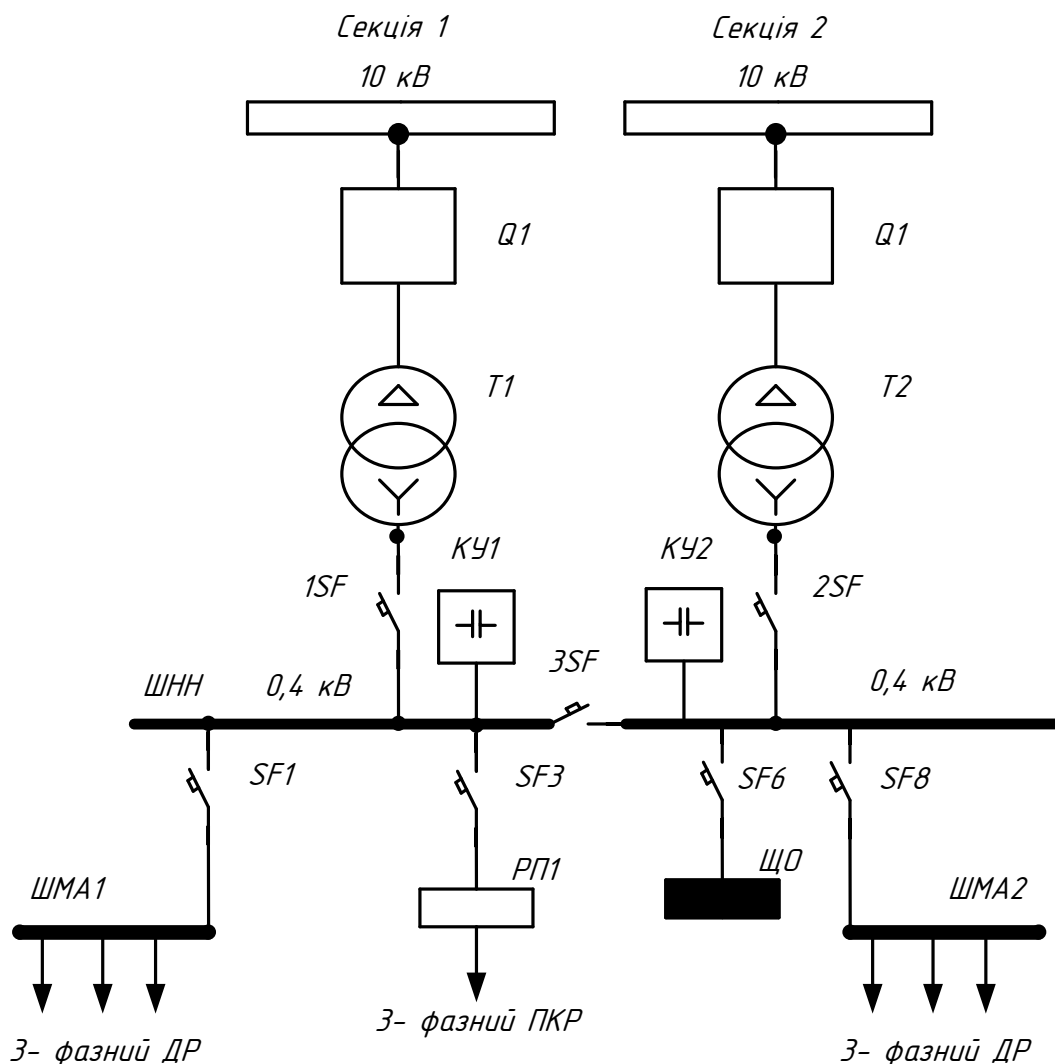 Секція 1
Секція 2
10 кВ
10 кВ
Q1
Q1
Т1
Т2
КУ1
КУ2
1SF
2SF
3SF
ШНН
0,4 кВ
0,4 кВ
SF1
SF3
SF6
SF8
РП1
ЩО
ШМА1
ШМА2
3- фазний ПКР
3- фазний ДР
3- фазний ДР